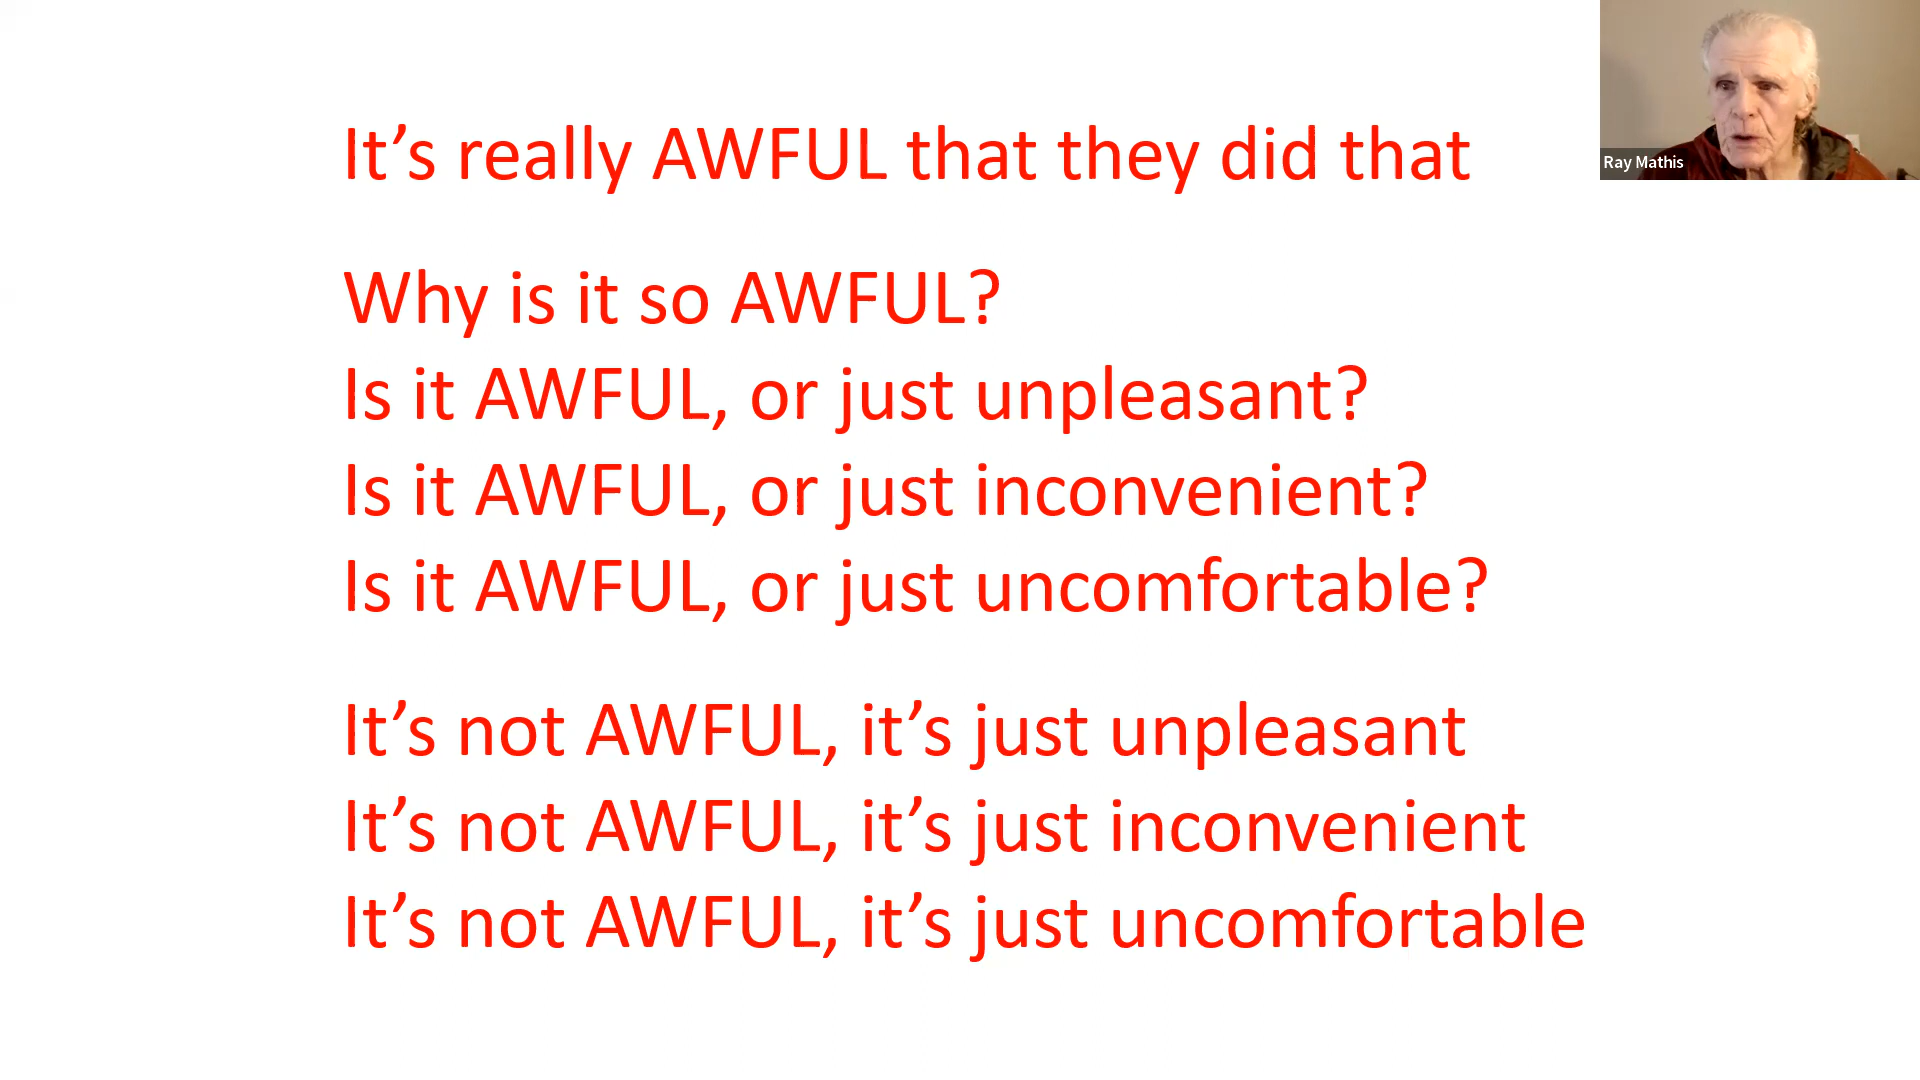 It’s really AWFUL that they did that
Why is it so AWFUL?
Is it AWFUL, or just unpleasant?
Is it AWFUL, or just inconvenient?
Is it AWFUL, or just uncomfortable?
It’s not AWFUL, it’s just unpleasant
It’s not AWFUL, it’s just inconvenient
It’s not AWFUL, it’s just uncomfortable
Ray Mathis